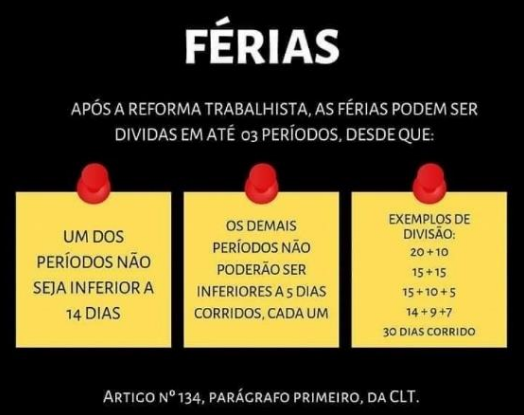 FÉRIAS
APÓS A REFORMA TRABALHISTA, AS FÉRIAS PODEM SER
DIVIDAS EM ATÉ 03 PERÍODOS, DESDE QUE:
UM DOS
PERÍODOS NÃO
SEJA INFERIOR A
14 DIAS
OS DEMAIS
PERÍODOS NÃO
PODERÃO SER
INFERIORES A 5 DIAS
CORRIDOS, CADA UM
EXEMPLOS DE
DIVISÃO:
20 + 10
15 + 15
15 + 10 + 5
14 + 9 +7
30 DIAS CORRIDO
ARTIGO Nº 134, PARÁGRAFO PRIMEIRO, DA CLT.